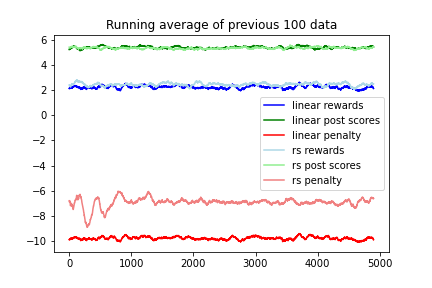 Running average of previous 100 data
6
4
2
0
−2
−4
−6
−8
−10
linear rewards
linear post scores
linear penalty
rs rewards
rs post scores
rs penalty
0 1000 2000 3000 4000 5000